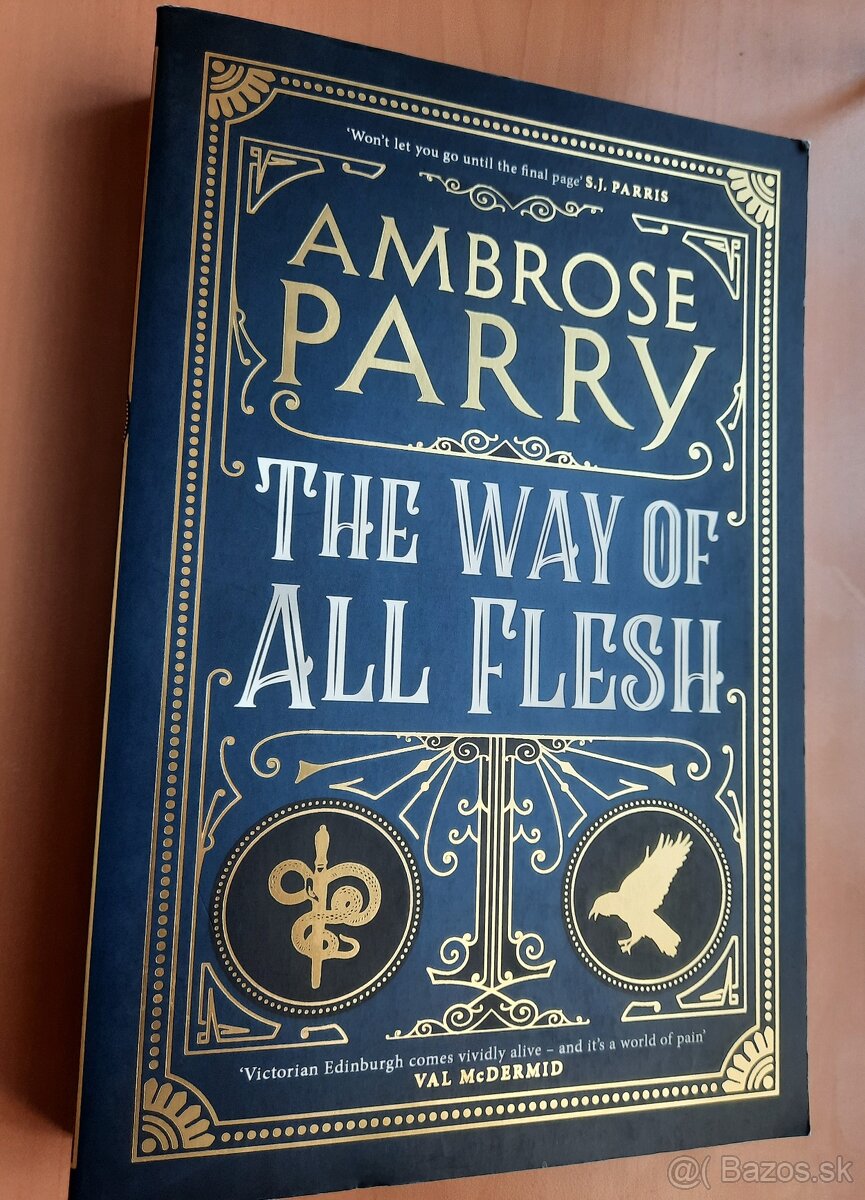 ‘Won’t let you go until the final page’ S.J. PARRIS
AMBROSE
PARRY
THE WAY OF
ALL FLESH
‘Victorian Edinburgh comes vividly alive – and it’s a world of pain’
VAL McDERMID
@( Bazos.sk